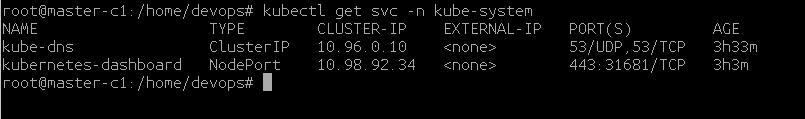 root@master-c1:/home/devops# kubectl get svc -n kube-system
NAME                   TYPE        CLUSTER-IP     EXTERNAL-IP   PORT(S)         AGE
kube-dns               ClusterIP   10.96.0.10     <none>        53/UDP,53/TCP   3h33m
kubernetes-dashboard   NodePort    10.98.92.34    <none>        443:31681/TCP   3h3m
root@master-c1:/home/devops#